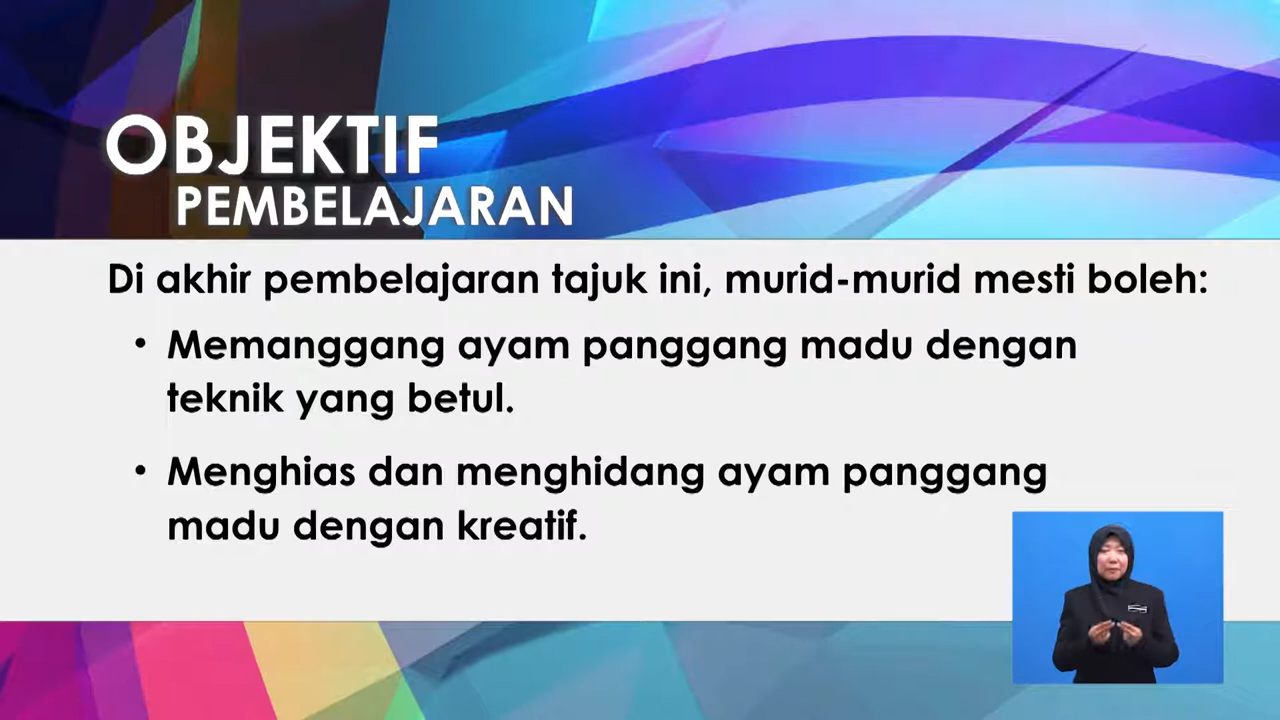 OBJEKTIF
PEMBELAJARAN
Di akhir pembelajaran tajuk ini, murid-murid mesti boleh:
• Memanggang ayam panggang madu dengan
teknik yang betul.
• Menghias dan menghidang ayam panggang
madu dengan kreatif.